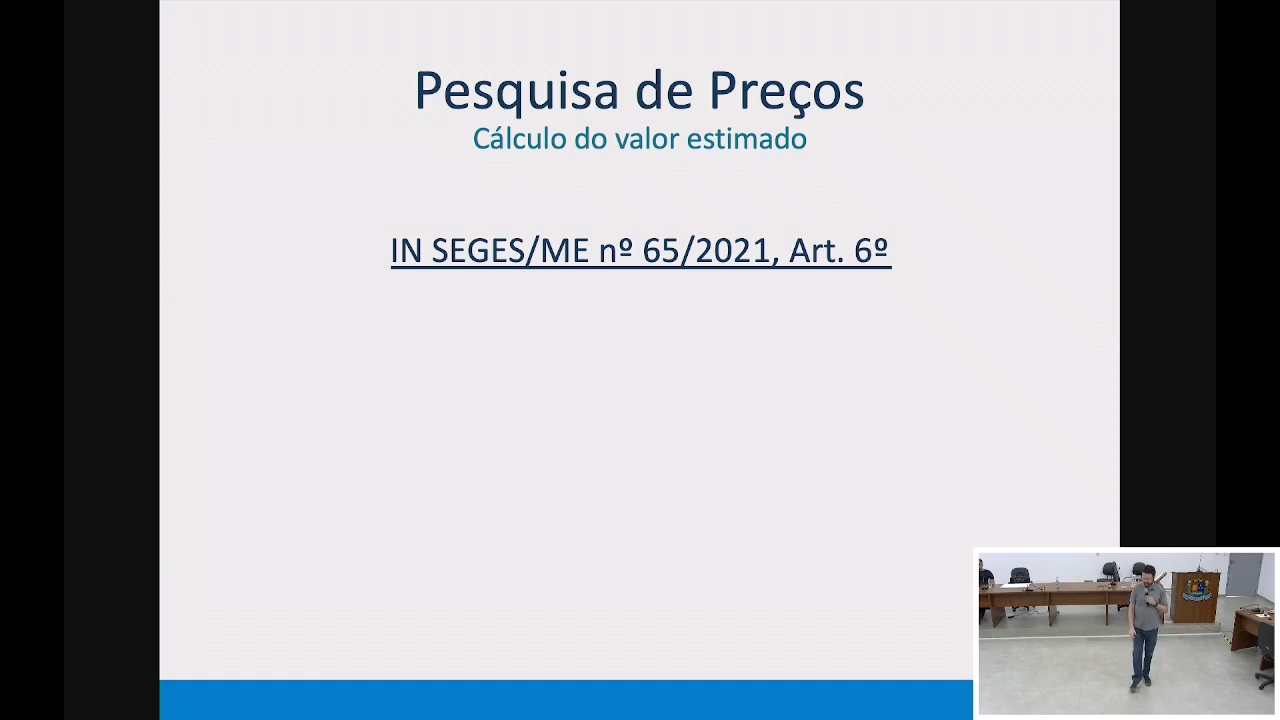 Pesquisa de Preços
Cálculo do valor estimado
IN SEGES/ME nº 65/2021, Art. 6º